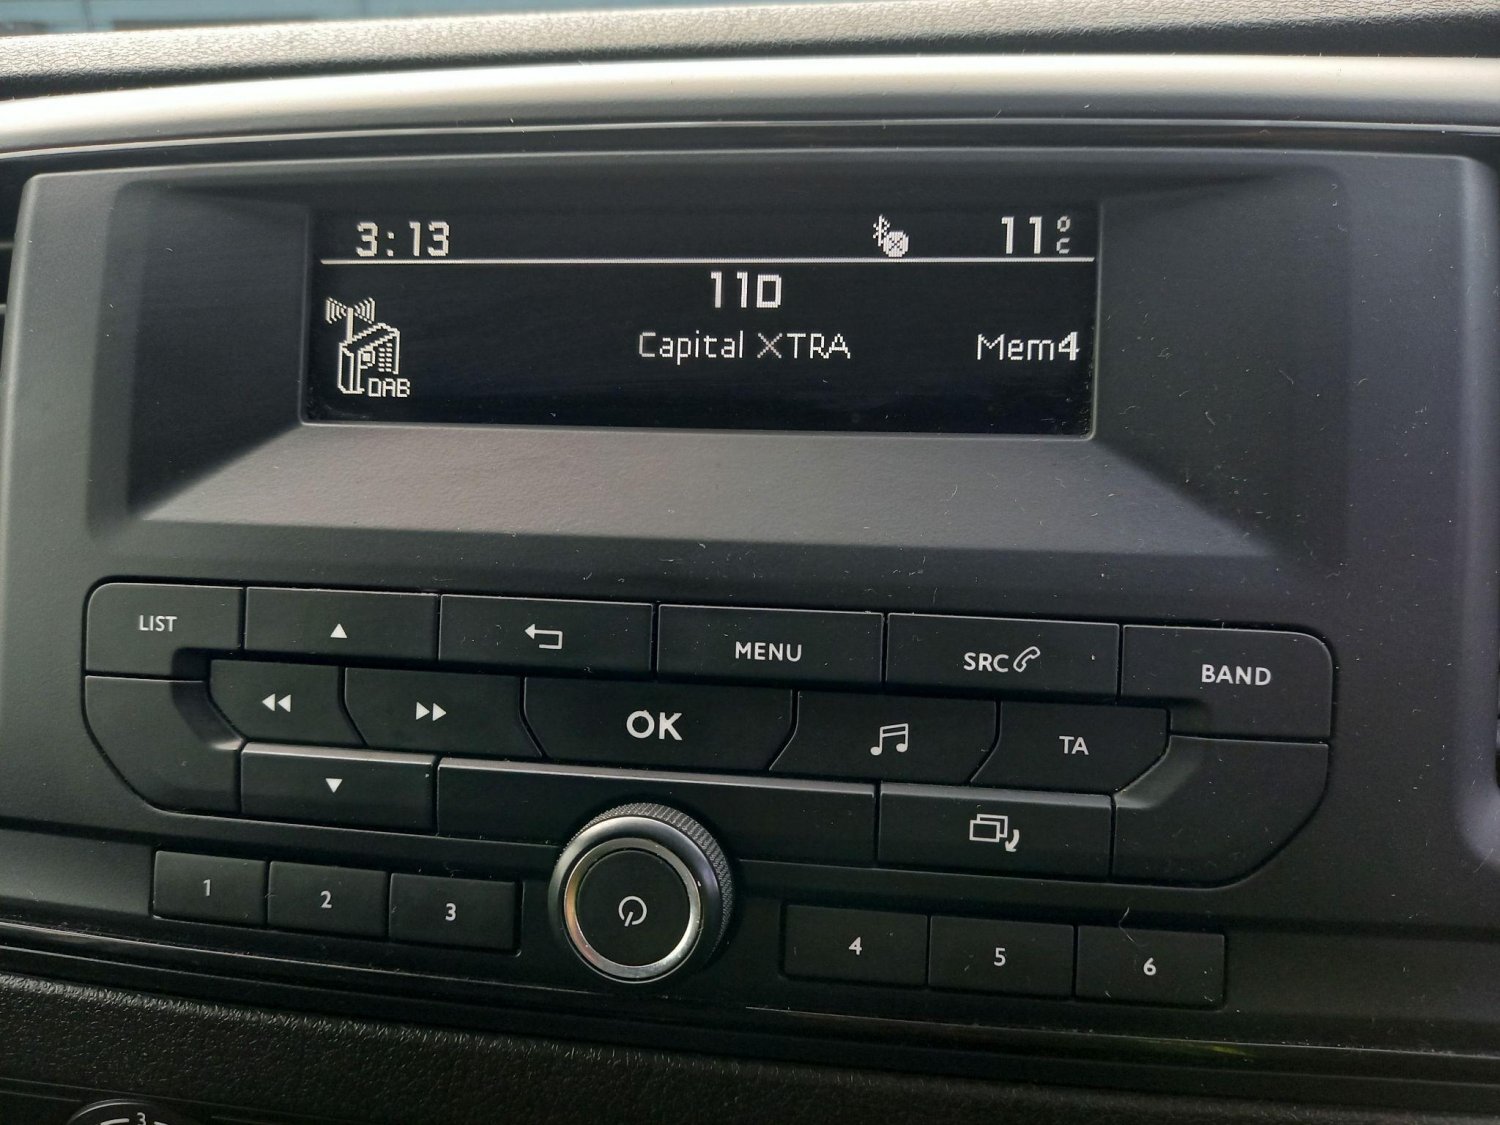 3:13 11°C
11D
Capital XTRA Mem4
DAB
LIST MENU SRC BAND
OK TA
1 2 3 4 5 6
3